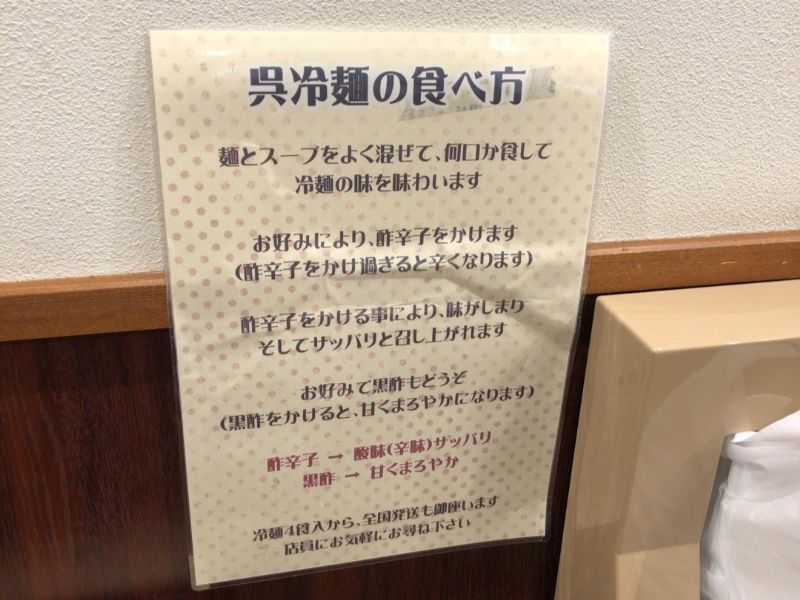 呉冷麺の食べ方
麺とスープをよく混ぜて、何口か食して
冷麺の味を味わいます
お好みにより、酢辛子をかけます
(酢辛子をかけ過ぎると辛くなります)
酢辛子をかける事により、味がしまり
そしてサッパリと召し上がれます
お好みで黒酢もどうぞ
(黒酢をかけると、甘くまろやかになります)
酢辛子 → 酸味(辛味)サッパリ
黒酢 → 甘くまろやか
冷麺4食入から、全国発送も御座います
店員にお気軽にお尋ね下さい